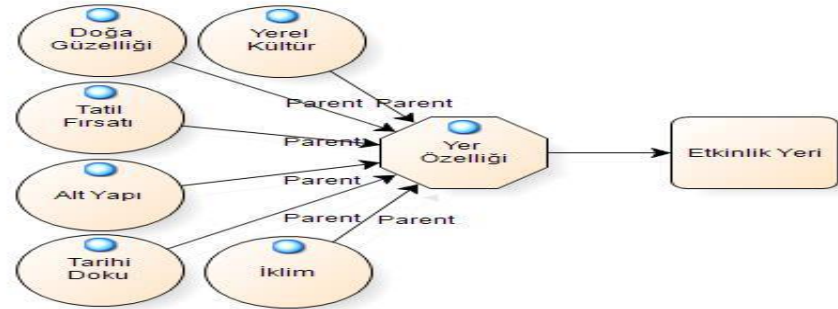 Doğa
Güzelliği
Yerel
Kültür
Parent
Parent
Tatil
Fırsatı
Parent
Yer
Özelliği
Etkinlik Yeri
Alt Yapı
Parent
Parent
Parent
Tarihi
Doku
İklim